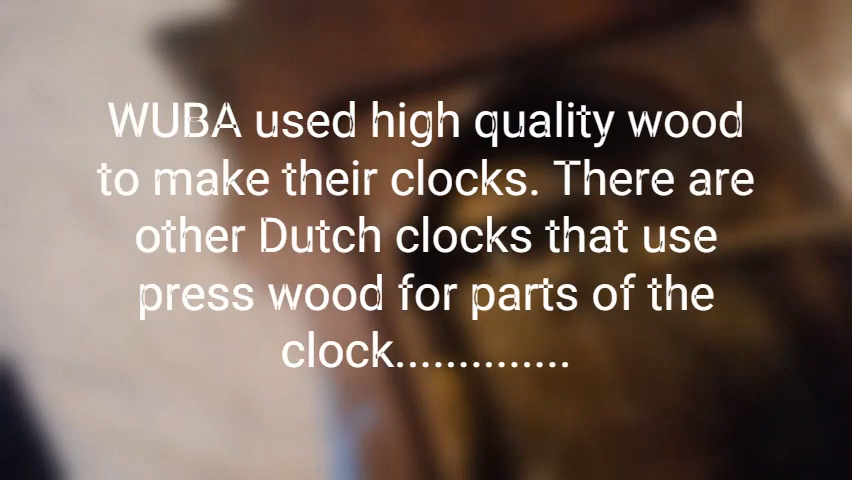 WUBA used high quality wood
to make their clocks. There are
other Dutch clocks that use
press wood for parts of the
clock..............